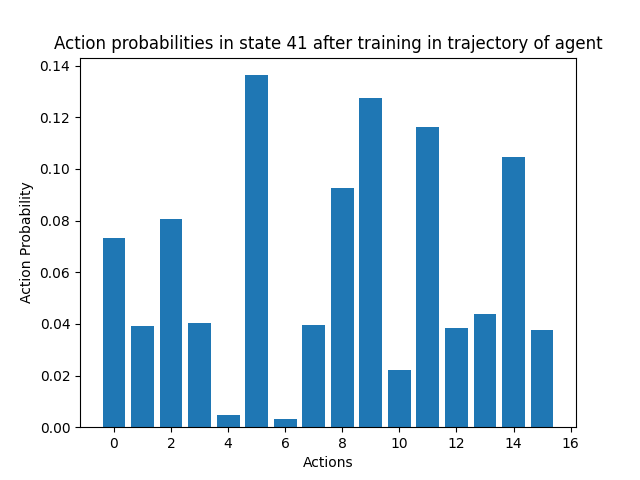 Action probabilities in state 41 after training in trajectory of agent
0.14
0.12
0.10
0.08
0.06
0.04
0.02
0.00
Action Probability
0 2 4 6 8 10 12 14 16
Actions